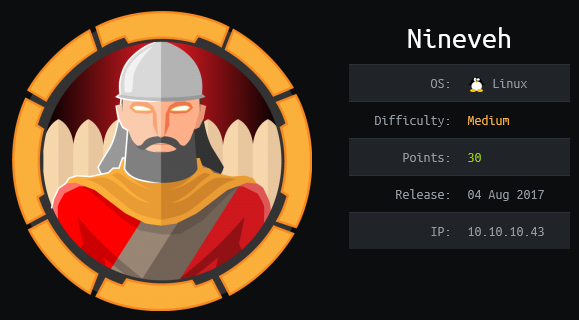 Nineveh
OS: Linux
Difficulty: Medium
Points: 30
Release: 04 Aug 2017
IP: 10.10.10.43